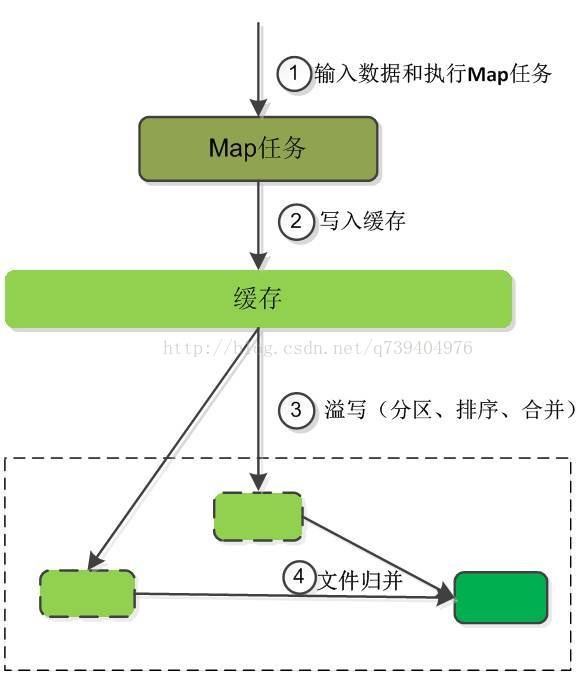 ① 输入数据和执行Map任务
Map任务
② 写入缓存
缓存
http://blog.csdn.net/q739404976
③ 溢写（分区、排序、合并）
④ 文件归并